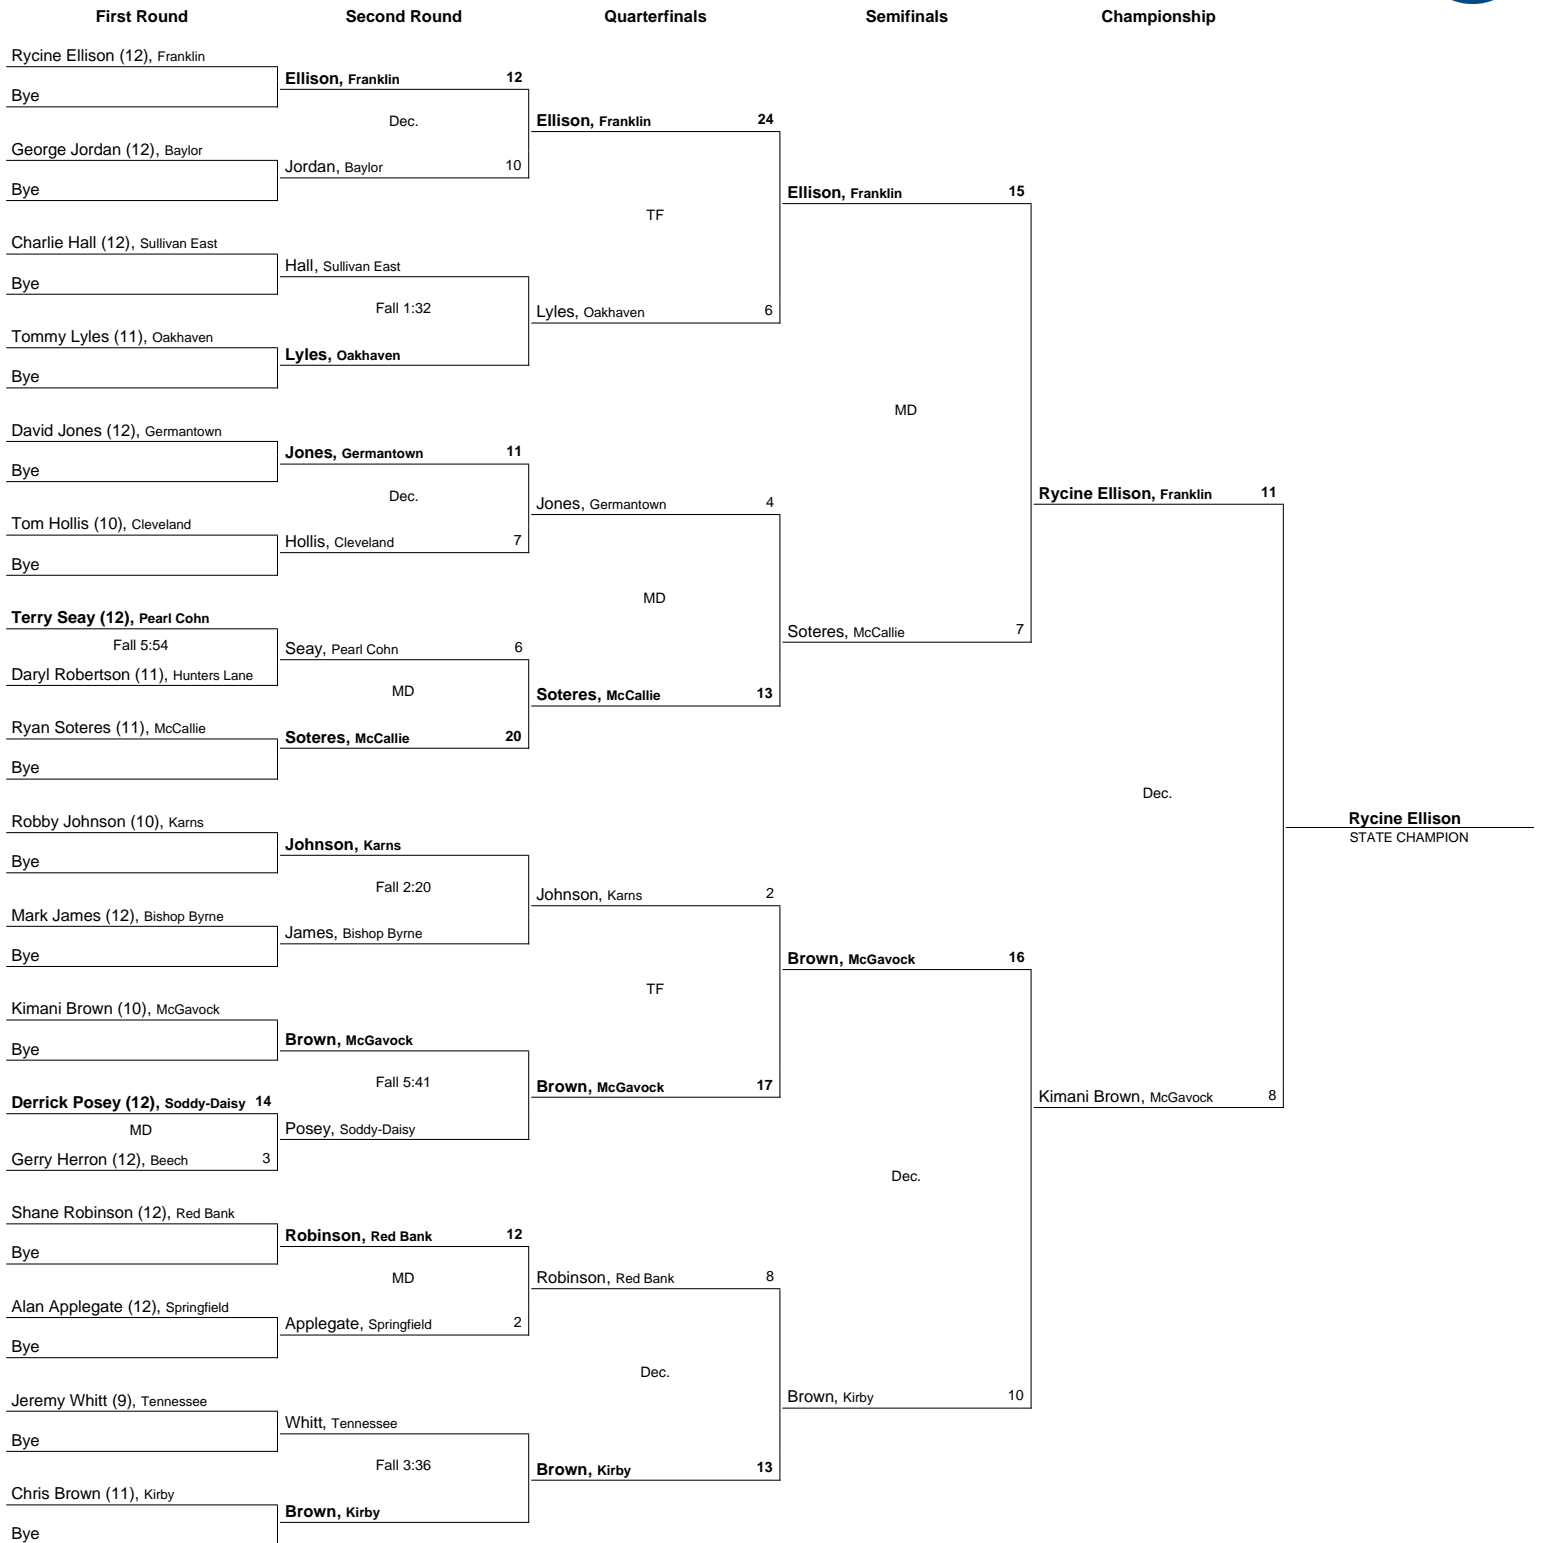 First Round
Second Round
Quarterfinals
Semifinals
Championship
Rycine Ellison (12), Franklin
Bye
George Jordan (12), Baylor
Bye
Charlie Hall (12), Sullivan East
Bye
Tommy Lyles (11), Oakhaven
Bye
David Jones (12), Germantown
Bye
Tom Hollis (10), Cleveland
Bye
Terry Seay (12), Pearl Cohn
Fall 5:54
Daryl Robertson (11), Hunters Lane
Ryan Soteres (11), McCallie
Bye
Robby Johnson (10), Karns
Bye
Mark James (12), Bishop Byrne
Bye
Kimani Brown (10), McGavock
Bye
Derrick Posey (12), Soddy-Daisy 14
MD
Gerry Herron (12), Beech 3
Shane Robinson (12), Red Bank
Bye
Alan Applegate (12), Springfield
Bye
Jeremy Whitt (9), Tennessee
Bye
Chris Brown (11), Kirby
Bye
Ellison, Franklin 12
Dec.
Jordan, Baylor 10
Hall, Sullivan East
Fall 1:32
Lyles, Oakhaven
Jones, Germantown 11
Dec.
Hollis, Cleveland 7
Seay, Pearl Cohn 6
MD
Soteres, McCallie 20
Johnson, Karns
Fall 2:20
James, Bishop Byrne
Brown, McGavock
Fall 5:41
Posey, Soddy-Daisy
Robinson, Red Bank 12
MD
Applegate, Springfield 2
Whitt, Tennessee
Fall 3:36
Brown, Kirby
Ellison, Franklin 24
TF
Lyles, Oakhaven 6
Jones, Germantown 4
MD
Soteres, McCallie 13
Johnson, Karns 2
TF
Brown, McGavock 17
Robinson, Red Bank 8
Dec.
Brown, Kirby 13
Ellison, Franklin 15
MD
Soteres, McCallie 7
Brown, McGavock 16
Dec.
Brown, Kirby 10
Rycine Ellison, Franklin 11
Dec.
Kimani Brown, McGavock 8
Rycine Ellison
STATE CHAMPION